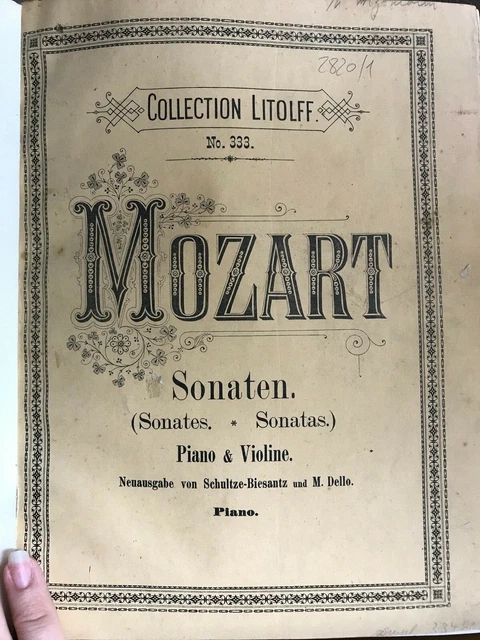 2820/1
COLLECTION LITOLFF.
No. 333.
MOZART
Sonaten.
(Sonates. * Sonatas.)
Piano & Violine.
Neuausgabe von Schultze-Biesantz und M. Dello.
Piano.